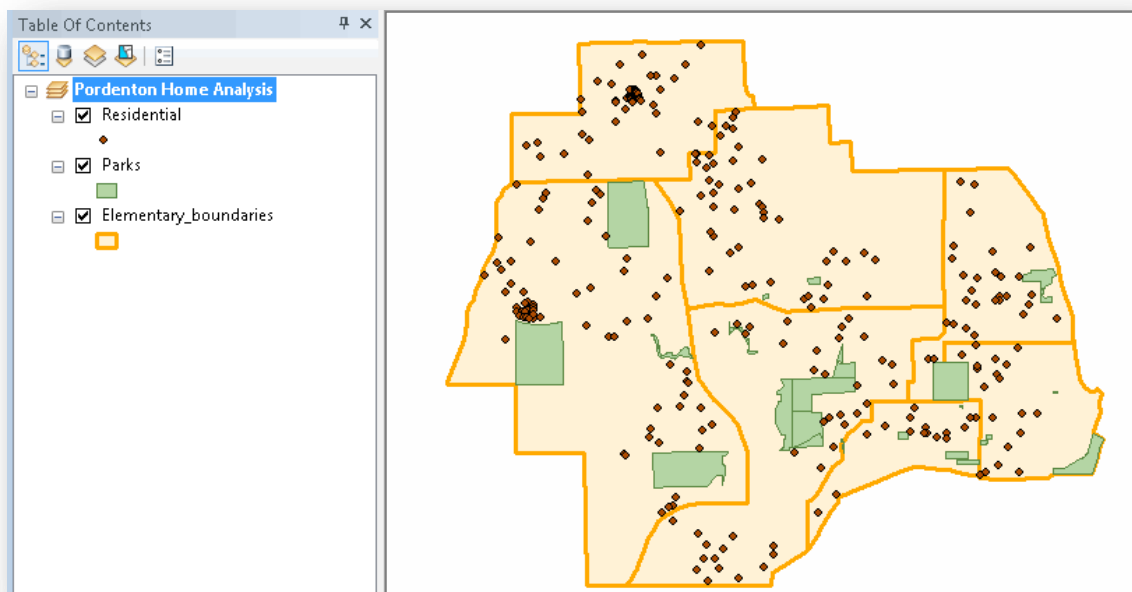 Table Of Contents
Pordenton Home Analysis
Residential
Parks
Elementary_boundaries